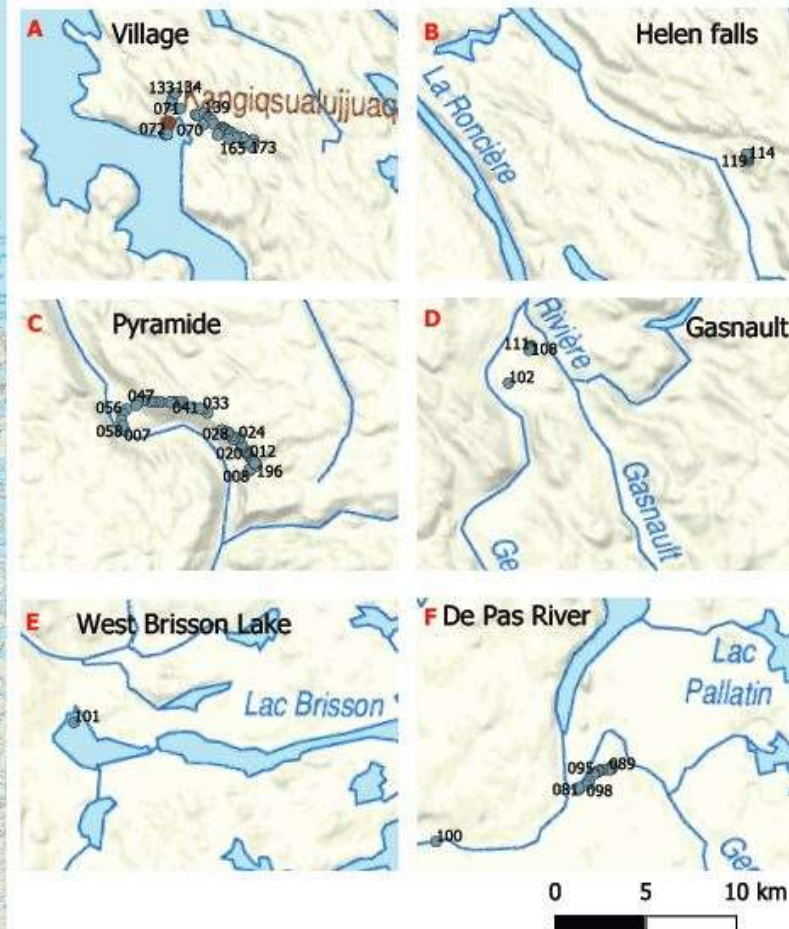 A Village
133134
Kangiqsualujjuaq
071 139
072 070
165 173
B Helen falls
La Roncière
114
119
C Pyramide
047
056 041 033
058 007
028 024
020 012
008 196
D Gasnault
Rivière
111 108
102
Gasnault
Ge
E West Brisson Lake
Lac Brisson
101
F De Pas River
Lac
Pallatin
095 089
081 098
100
Ge
0 5 10 km